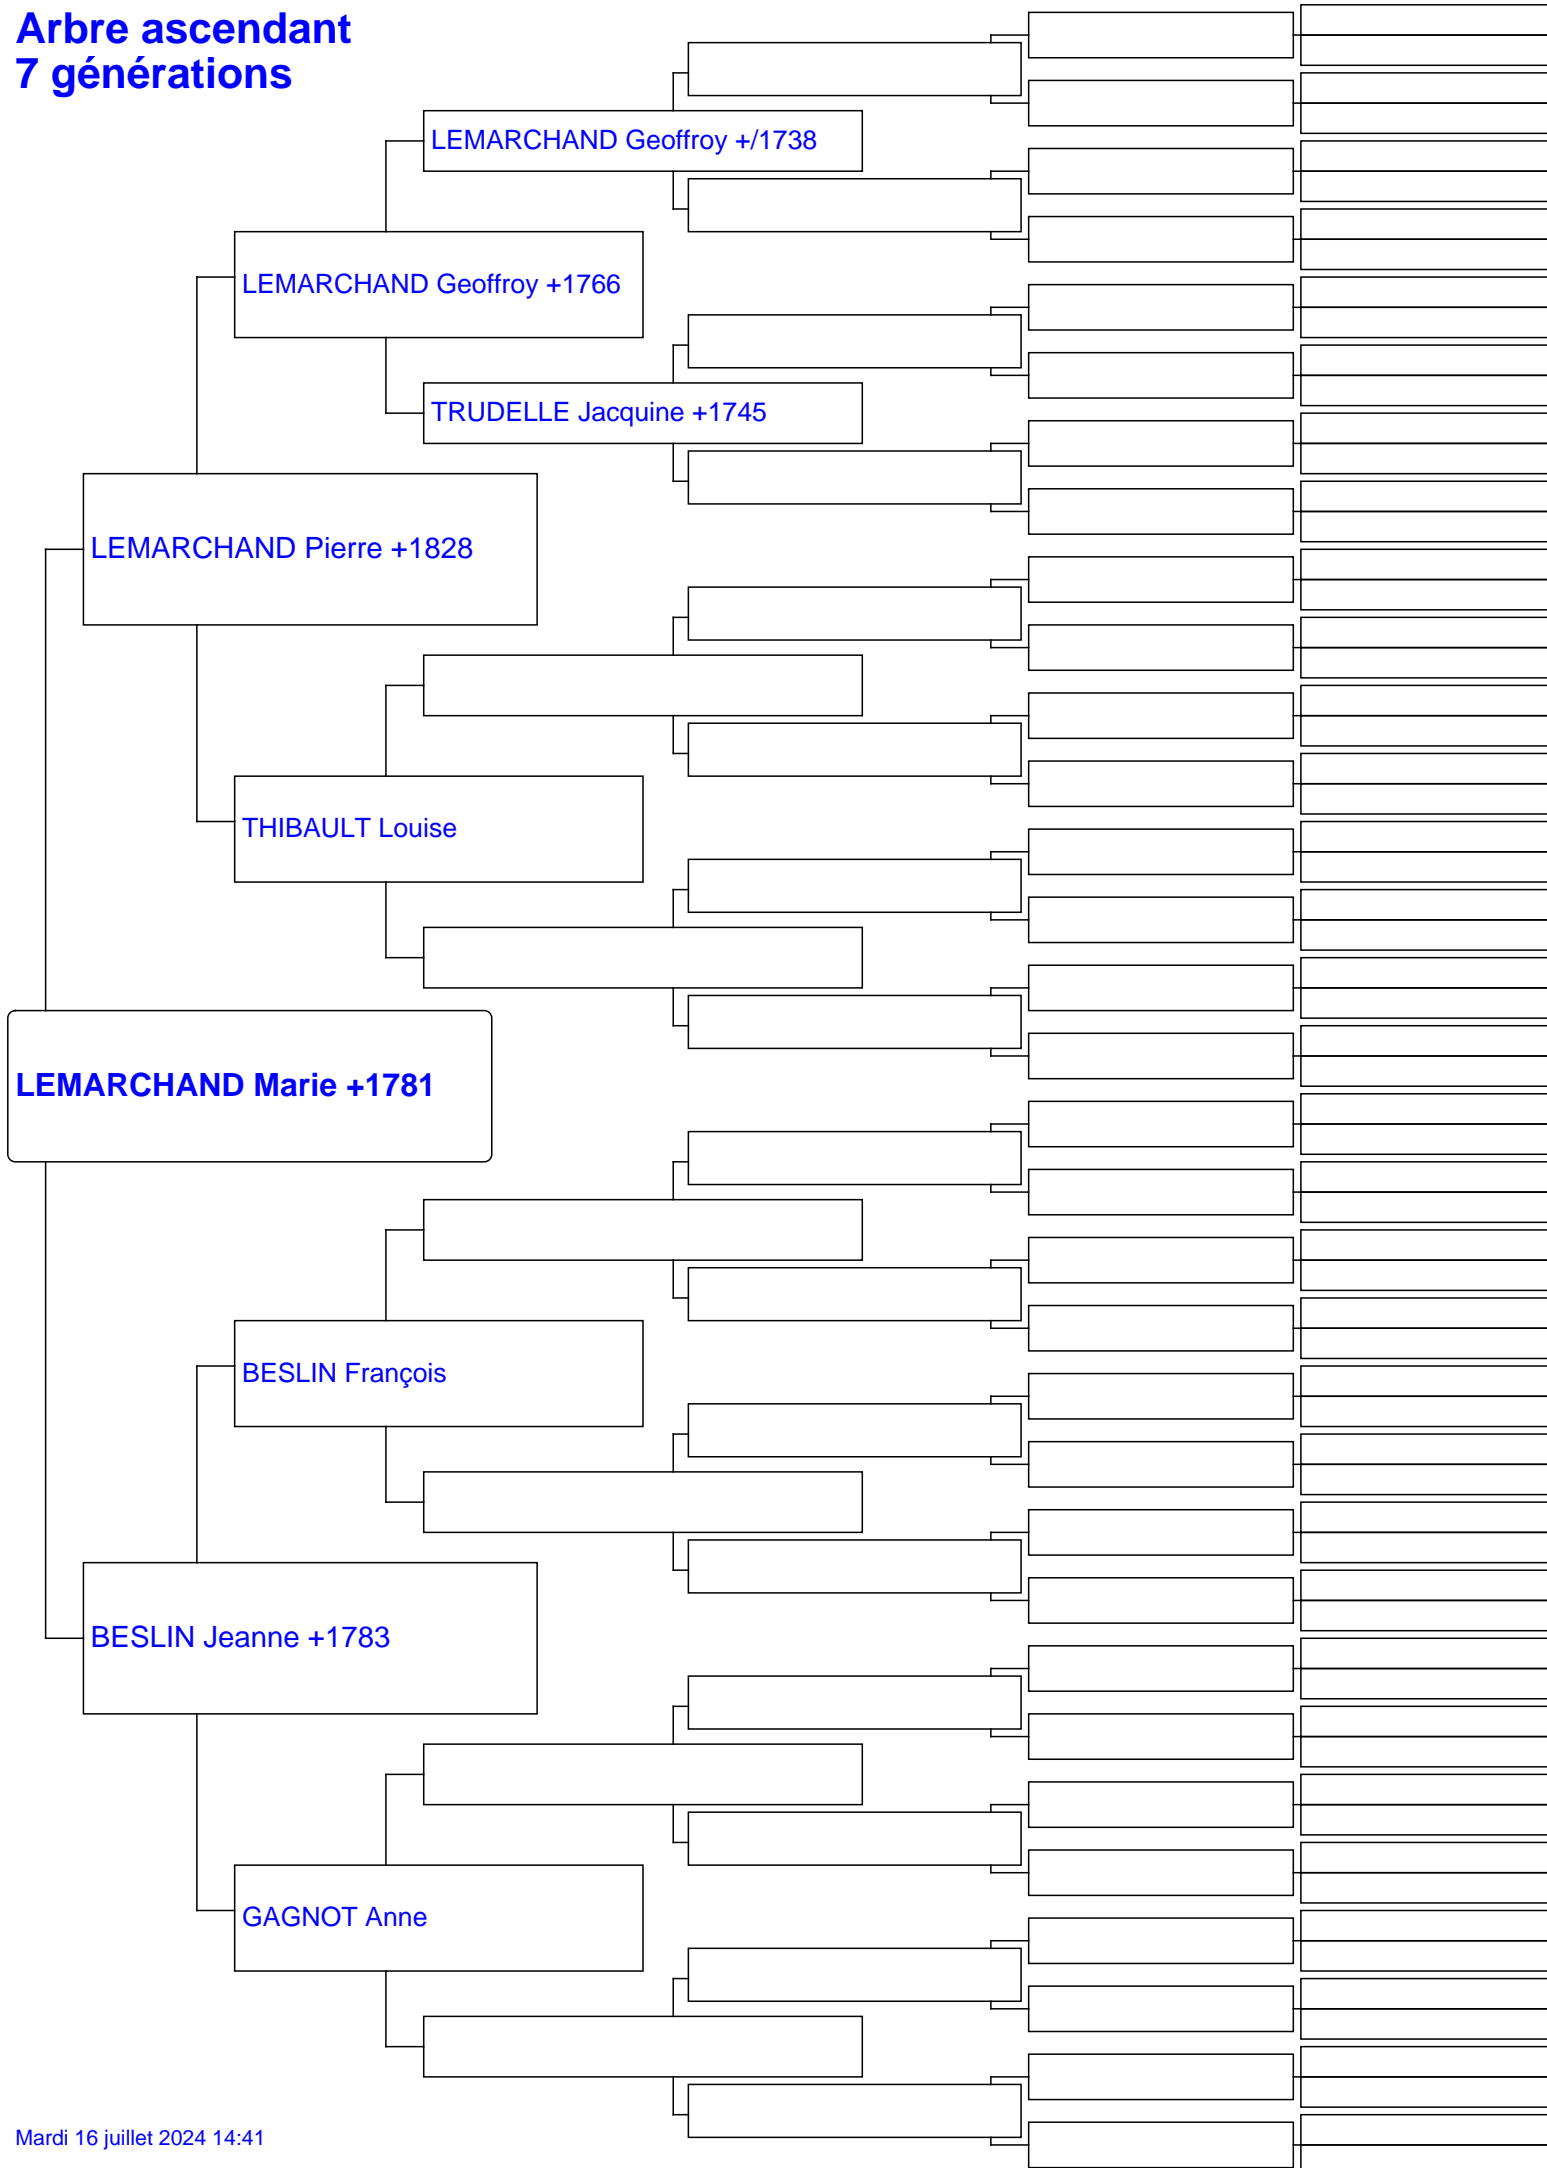 Arbre ascendant
7 générations
LEMARCHAND Geoffroy +/1738
LEMARCHAND Geoffroy +1766
TRUDELLE Jacquine +1745
LEMARCHAND Pierre +1828
THIBAULT Louise
LEMARCHAND Marie +1781
BESLIN François
BESLIN Jeanne +1783
GAGNOT Anne
Mardi 16 juillet 2024 14:41